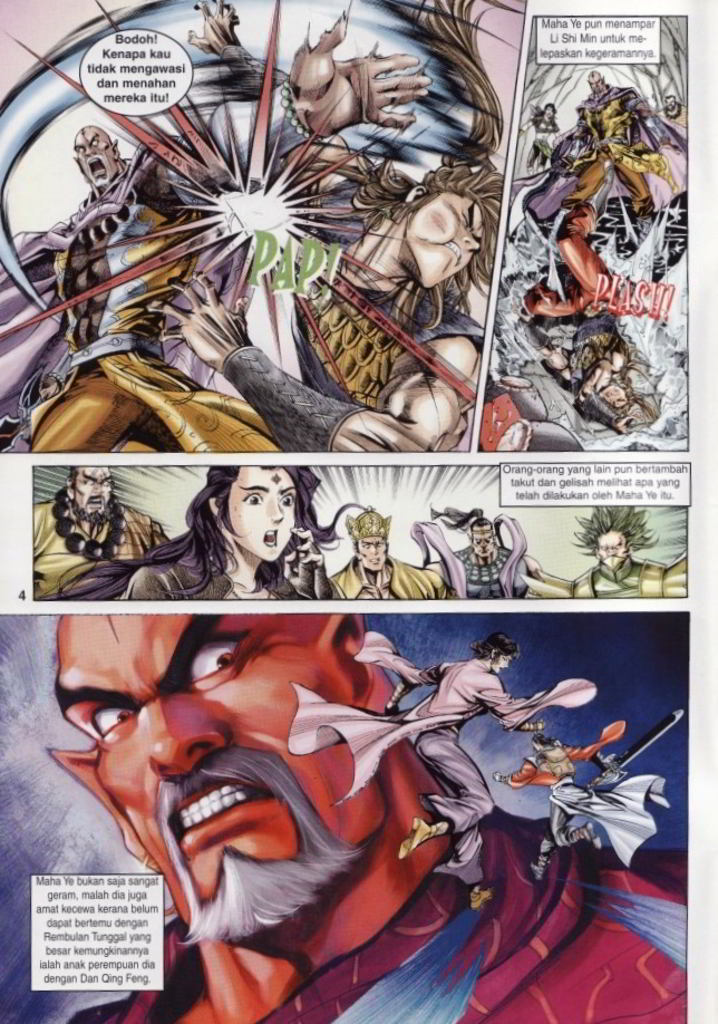 Bodoh!
Kenapa kau
tidak mengawasi
dan menahan
mereka itu!
PAP!
Maha Ye pun menampar
Li Shi Min untuk me-
lepaskan kegeramannya.
PLASH!
Orang-orang yang lain pun bertambah
takut dan gelisah melihat apa yang
telah dilakukan oleh Maha Ye itu.
4
Maha Ye bukan saja sangat
geram, malah dia juga
amat kecewa kerana belum
dapat bertemu dengan
Rembulan Tunggal yang
besar kemungkinannya
ialah anak perempuan dia
dengan Dan Qing Feng.